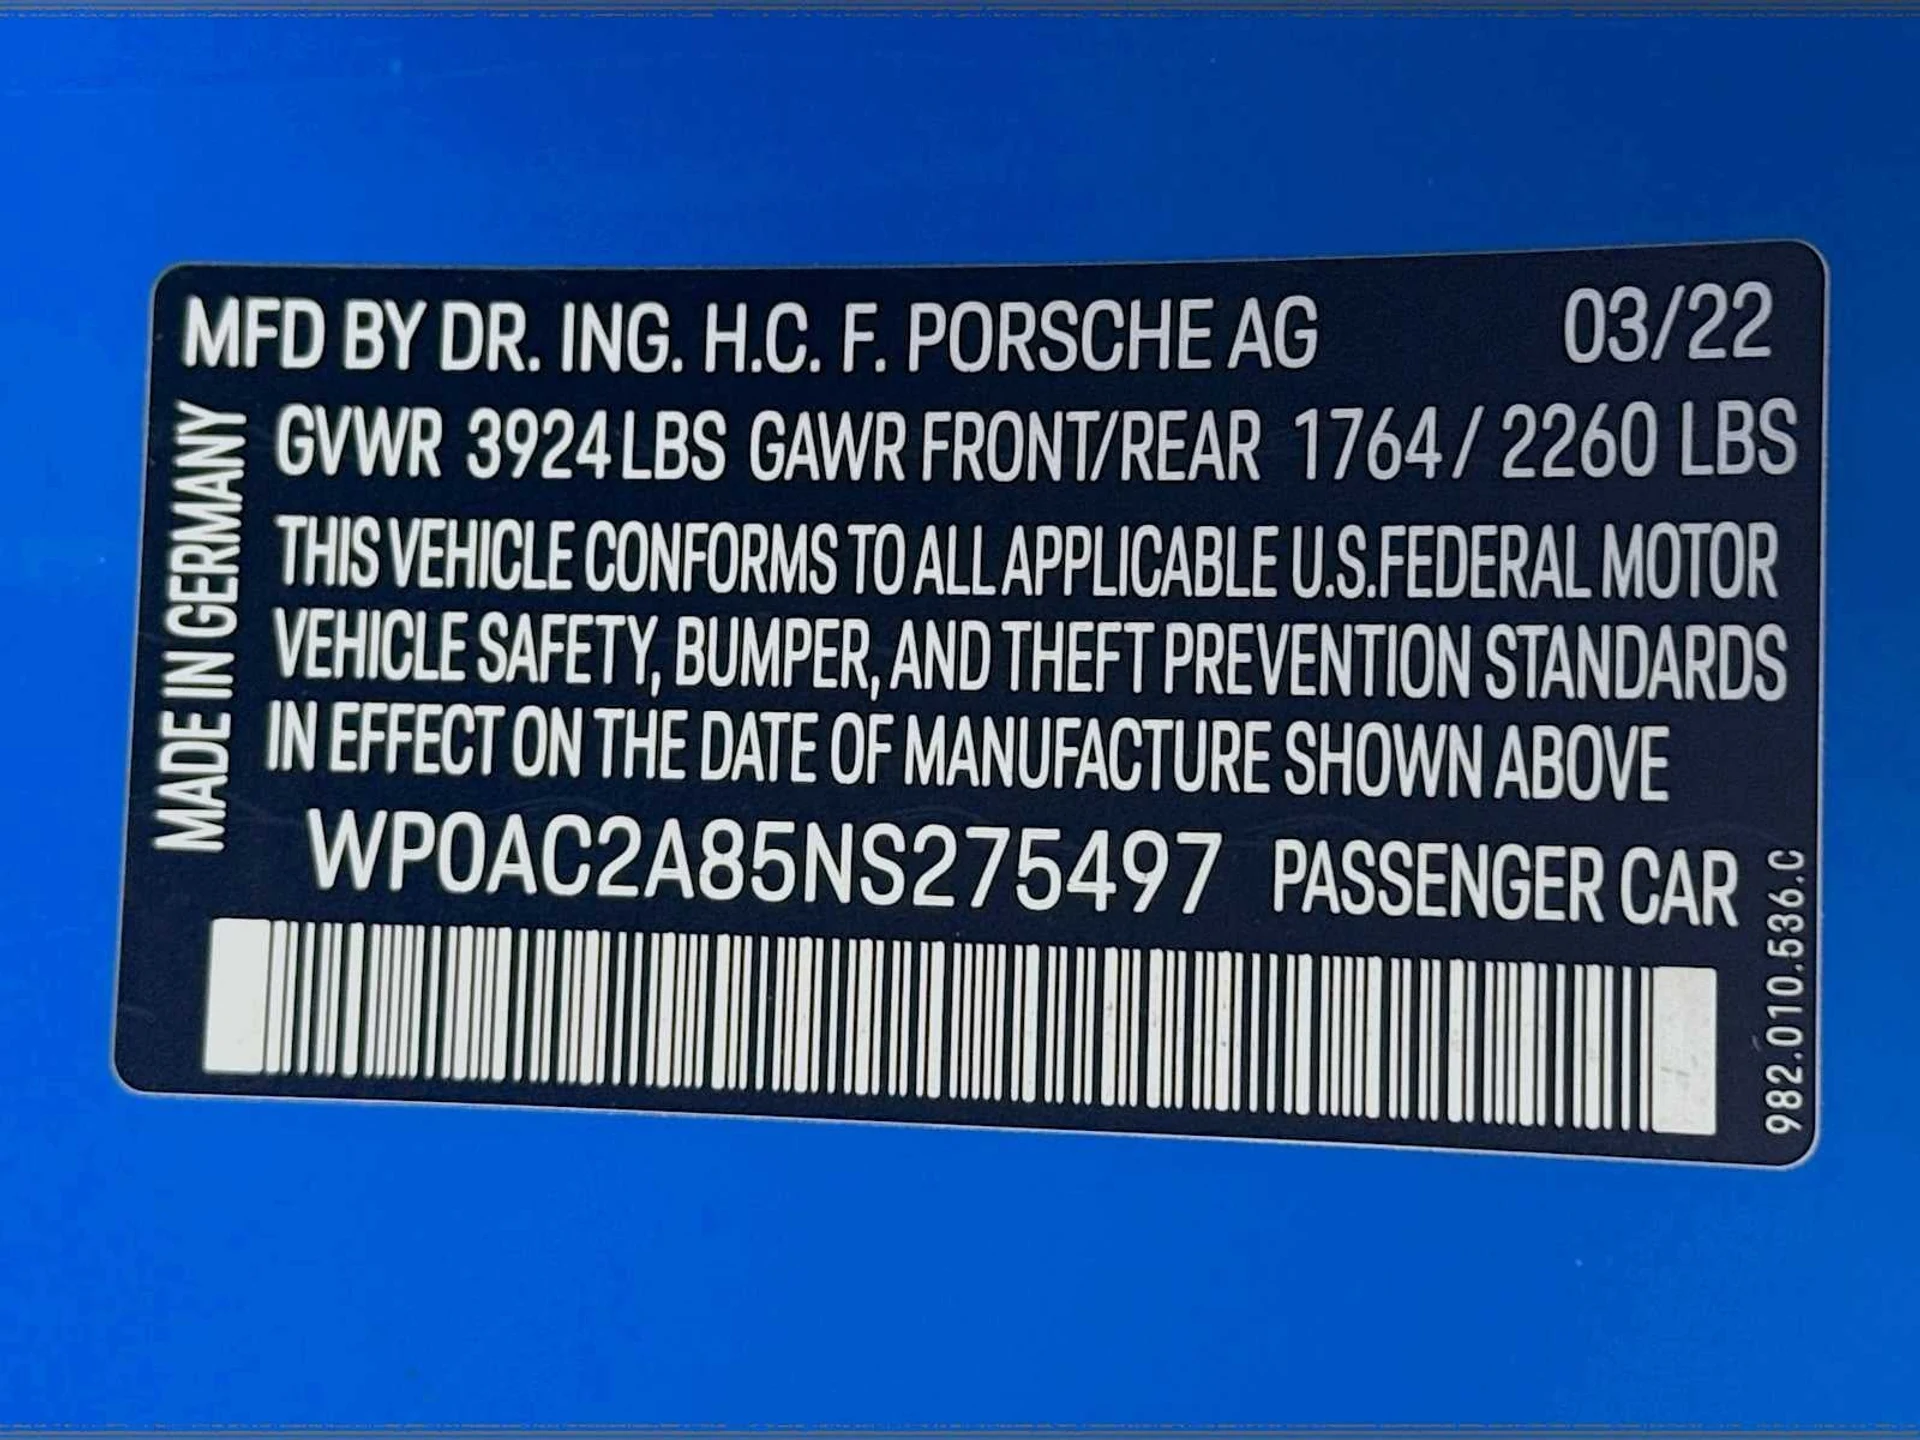 MFD BY DR. ING. H.C. F. PORSCHE AG 03/22
GVWR 3924 LBS GAWR FRONT/REAR 1764 / 2260 LBS
THIS VEHICLE CONFORMS TO ALL APPLICABLE U.S.FEDERAL MOTOR
VEHICLE SAFETY, BUMPER, AND THEFT PREVENTION STANDARDS
IN EFFECT ON THE DATE OF MANUFACTURE SHOWN ABOVE
WP0AC2A85NS275497 PASSENGER CAR
MADE IN GERMANY
982.010.536.C